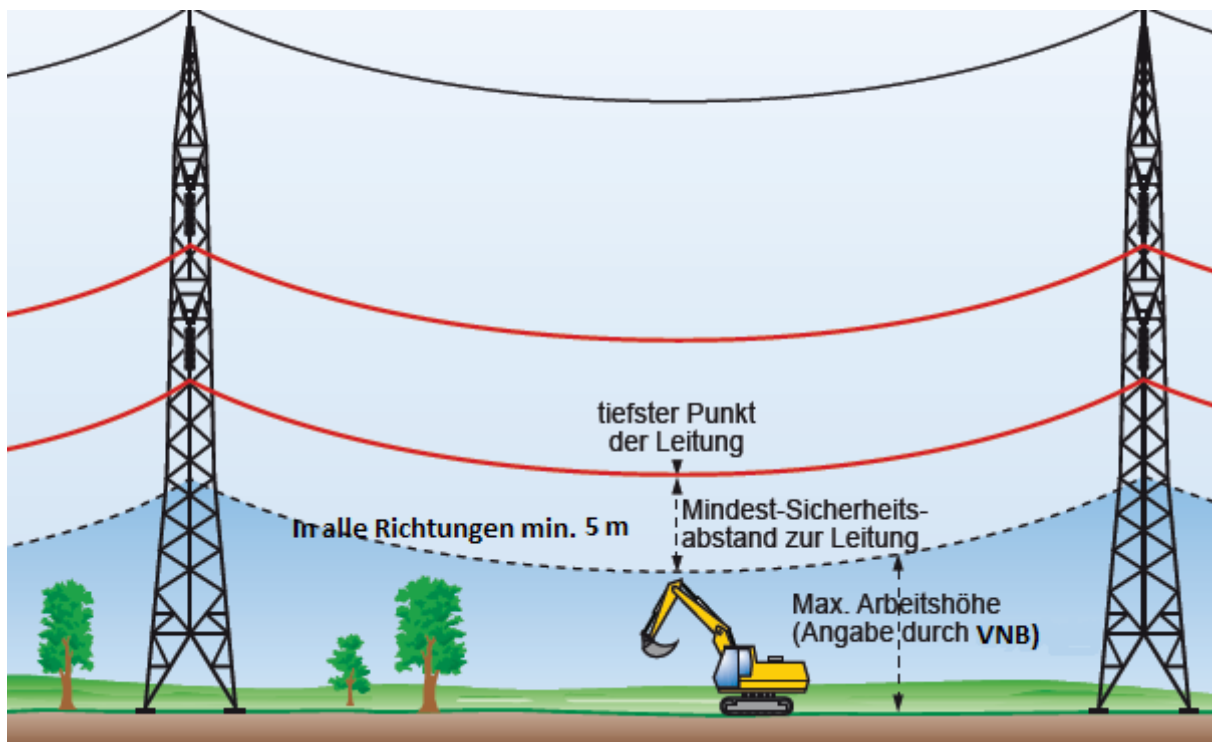 tiefster Punkt
der Leitung
In alle Richtungen min. 5 m
Mindest-Sicherheits-
abstand zur Leitung
Max. Arbeitshöhe
(Angabe durch VNB)